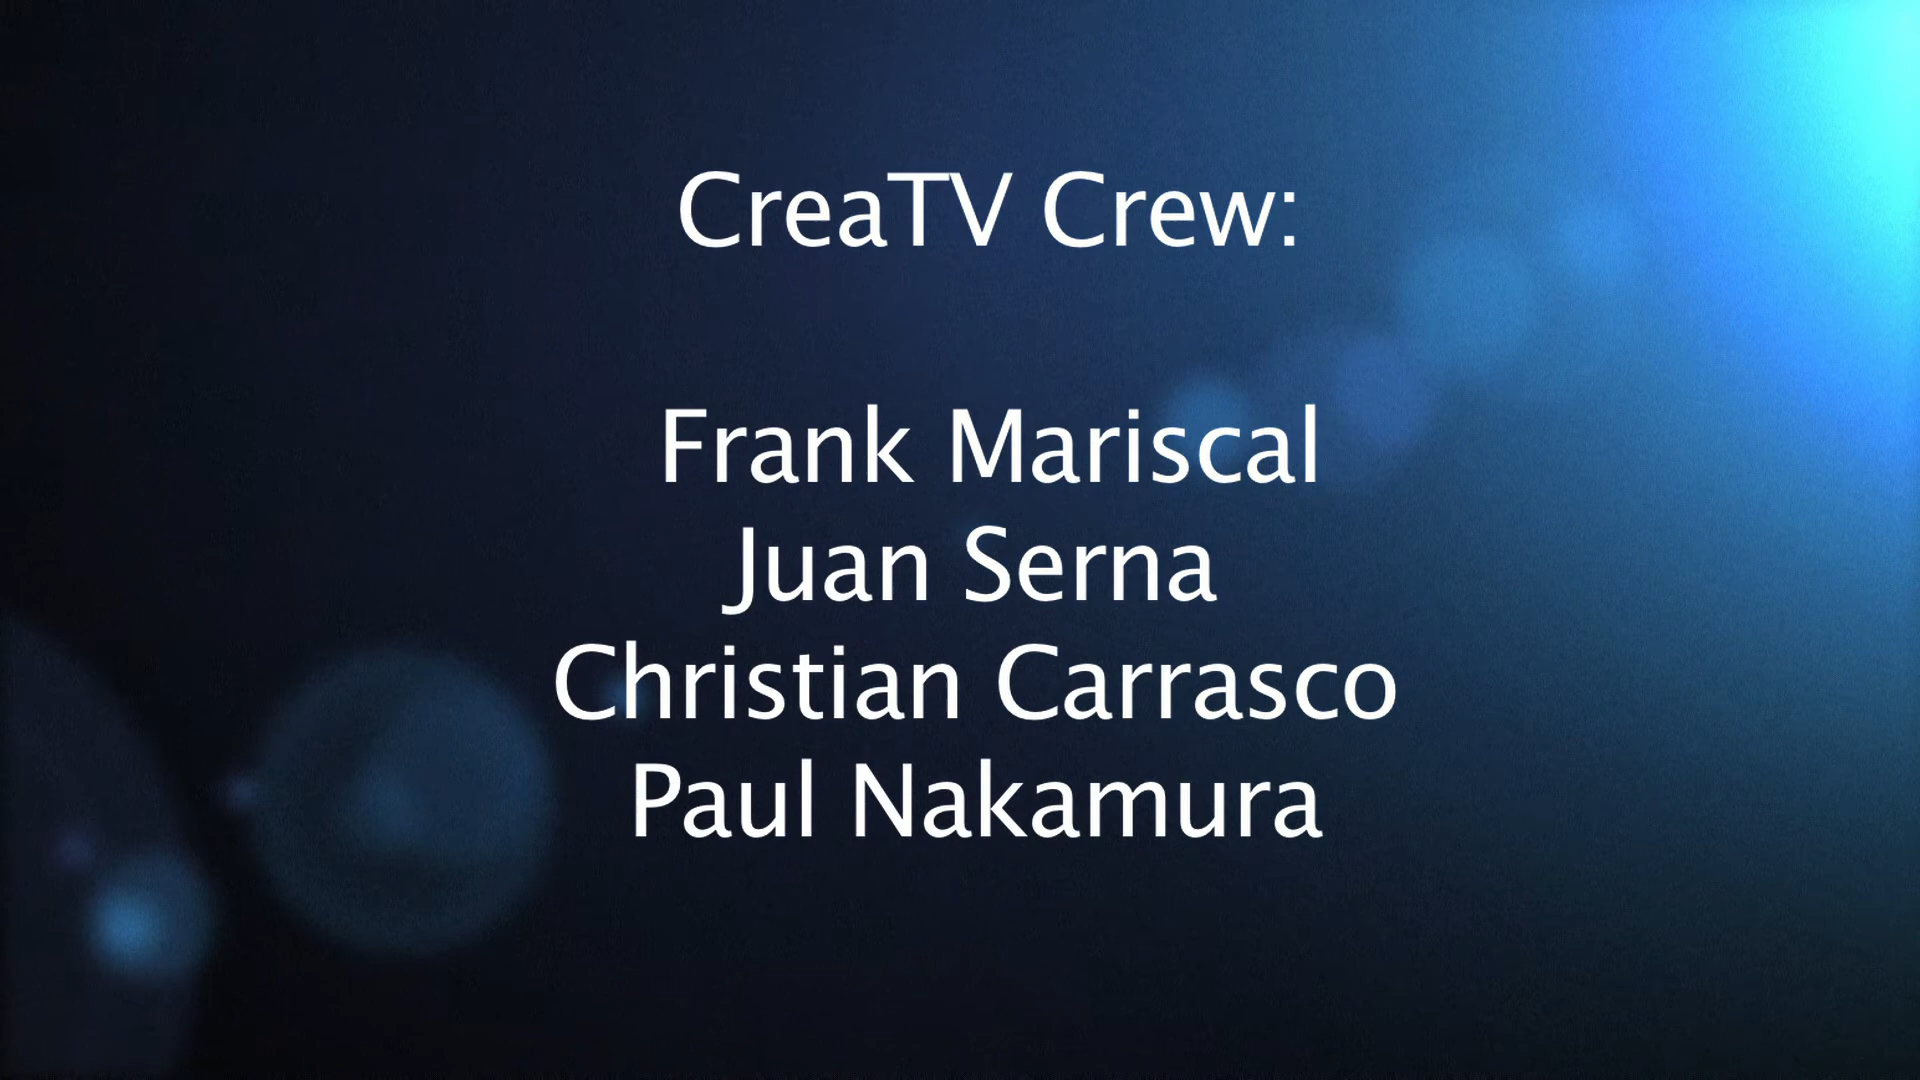 CreaTV Crew:
Frank Mariscal
Juan Serna
Christian Carrasco
Paul Nakamura